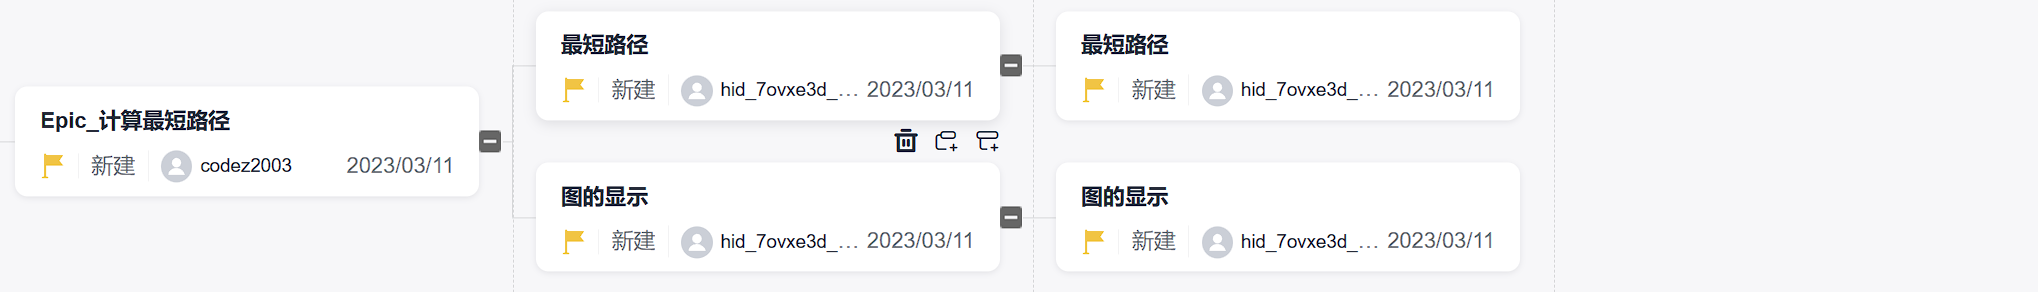 Epic_计算最短路径
新建 codez2003 2023/03/11
最短路径
新建 hid_7ovxe3d_... 2023/03/11
图的显示
新建 hid_7ovxe3d_... 2023/03/11
最短路径
新建 hid_7ovxe3d_... 2023/03/11
图的显示
新建 hid_7ovxe3d_... 2023/03/11